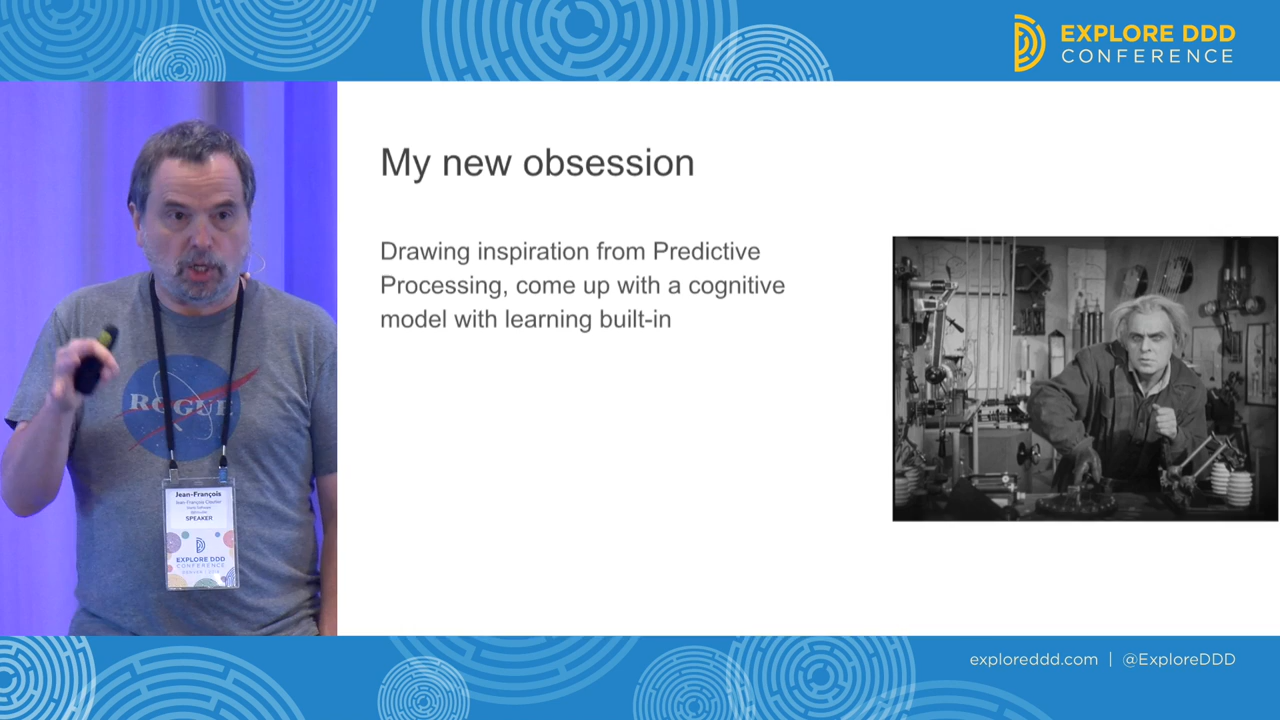 EXPLORE DDD
CONFERENCE
My new obsession
Drawing inspiration from Predictive
Processing, come up with a cognitive
model with learning built-in
ROGUE
Jean-François
SPEAKER
EXPLORE DDD
CONFERENCE
exploreddd.com | @ExploreDDD